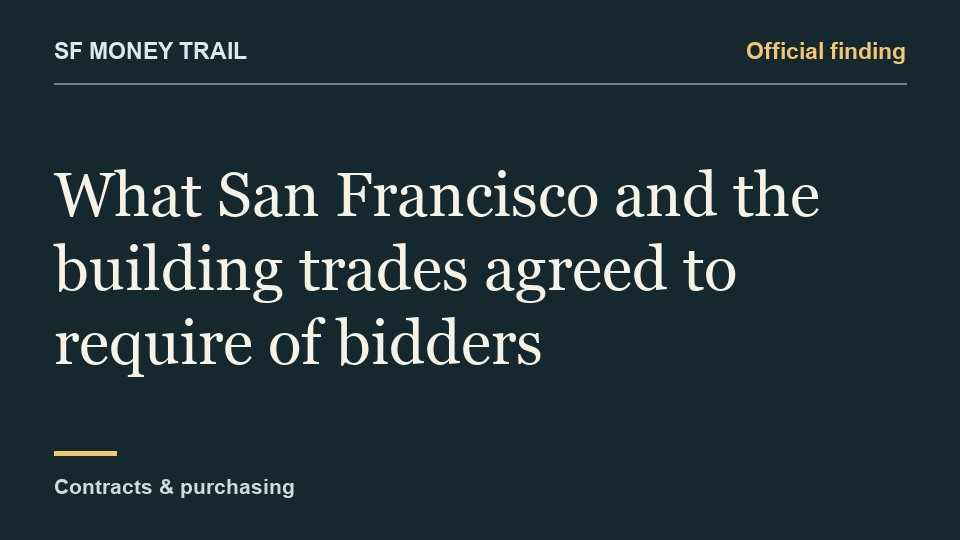 SF MONEY TRAIL
Official finding
What San Francisco and the
building trades agreed to
require of bidders
Contracts & purchasing